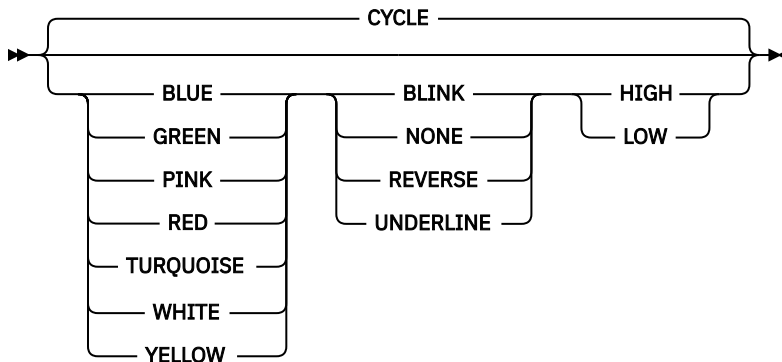 CYCLE
BLUE BLINK HIGH
GREEN NONE LOW
PINK REVERSE
RED UNDERLINE
TURQUOISE
WHITE
YELLOW